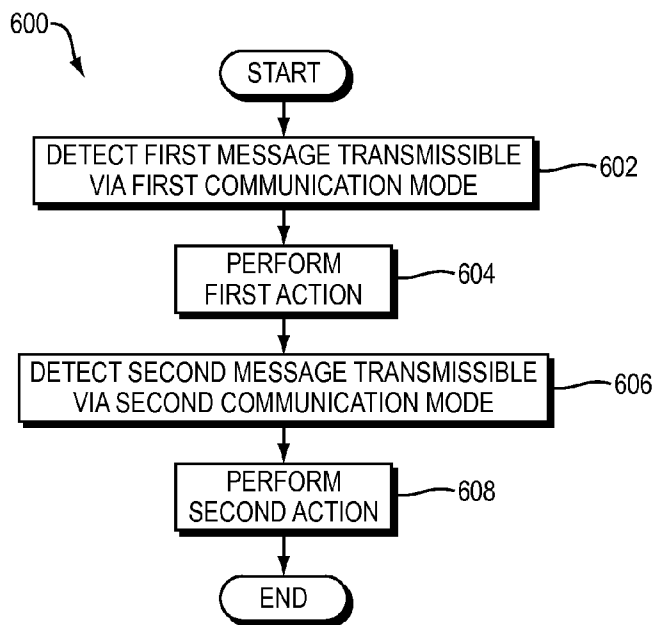 600
START
DETECT FIRST MESSAGE TRANSMISSIBLE
VIA FIRST COMMUNICATION MODE
602
PERFORM
FIRST ACTION
604
DETECT SECOND MESSAGE TRANSMISSIBLE
VIA SECOND COMMUNICATION MODE
606
PERFORM
SECOND ACTION
608
END